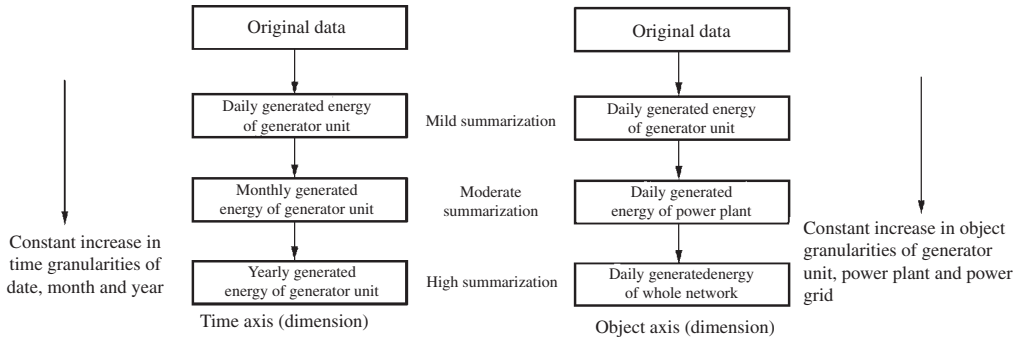 Original data
Original data
Daily generated energy
of generator unit
Mild summarization
Daily generated energy
of generator unit
Monthly generated
energy of generator unit
Moderate
summarization
Daily generated
energy of power plant
Constant increase in
time granularities of
date, month and year
Constant increase in object
granularities of generator
unit, power plant and power
grid
Yearly generated
energy of generator unit
High summarization
Daily generatedenergy
of whole network
Time axis (dimension)
Object axis (dimension)